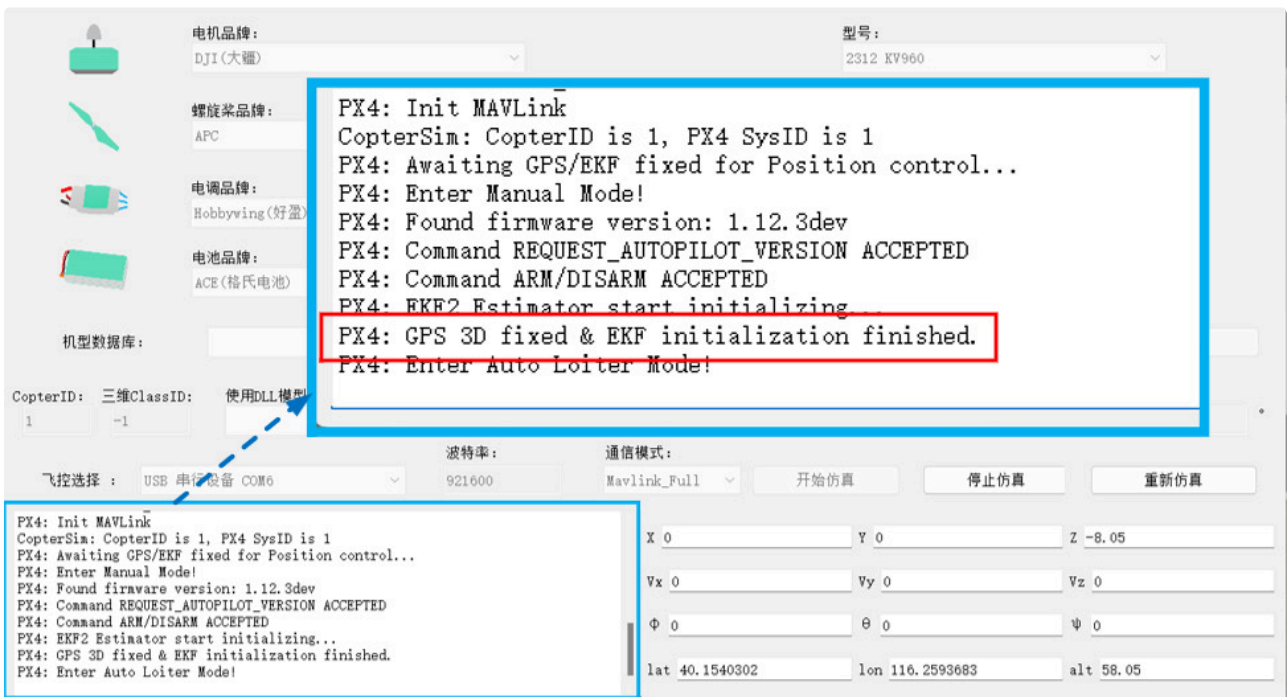 电机品牌:
型号:
DJI(大疆)
2312 KV960
螺旋桨品牌:
APC
电调品牌:
Hobbywing(好盈)
电池品牌:
ACE(格氏电池)
机型数据库:
PX4: Init MAVLink
CopterSim: CopterID is 1, PX4 SysID is 1
PX4: Awaiting GPS/EKF fixed for Position control...
PX4: Enter Manual Mode!
PX4: Found firmware version: 1.12.3dev
PX4: Command REQUEST_AUTOPILOT_VERSION ACCEPTED
PX4: Command ARM/DISARM ACCEPTED
PX4: EKF2 Estimator start initializing...
PX4: GPS 3D fixed & EKF initialization finished.
PX4: Enter Auto Loiter Mode!
CopterID: 三维ClassID: 使用DLL模型
1 -1 °
波特率: 通信模式:
飞控选择 : USB 串行设备 COM6 921600 Mavlink_Full 开始仿真 停止仿真 重新仿真
PX4: Init MAVLink
CopterSim: CopterID is 1, PX4 SysID is 1
PX4: Awaiting GPS/EKF fixed for Position control...
PX4: Enter Manual Mode!
PX4: Found firmware version: 1.12.3dev
PX4: Command REQUEST_AUTOPILOT_VERSION ACCEPTED
PX4: Command ARM/DISARM ACCEPTED
PX4: EKF2 Estimator start initializing...
PX4: GPS 3D fixed & EKF initialization finished.
PX4: Enter Auto Loiter Mode!
X 0 Y 0 Z -8.05
Vx 0 Vy 0 Vz 0
Φ 0 θ 0 Ψ 0
lat 40.1540302 lon 116.2593683 alt 58.05